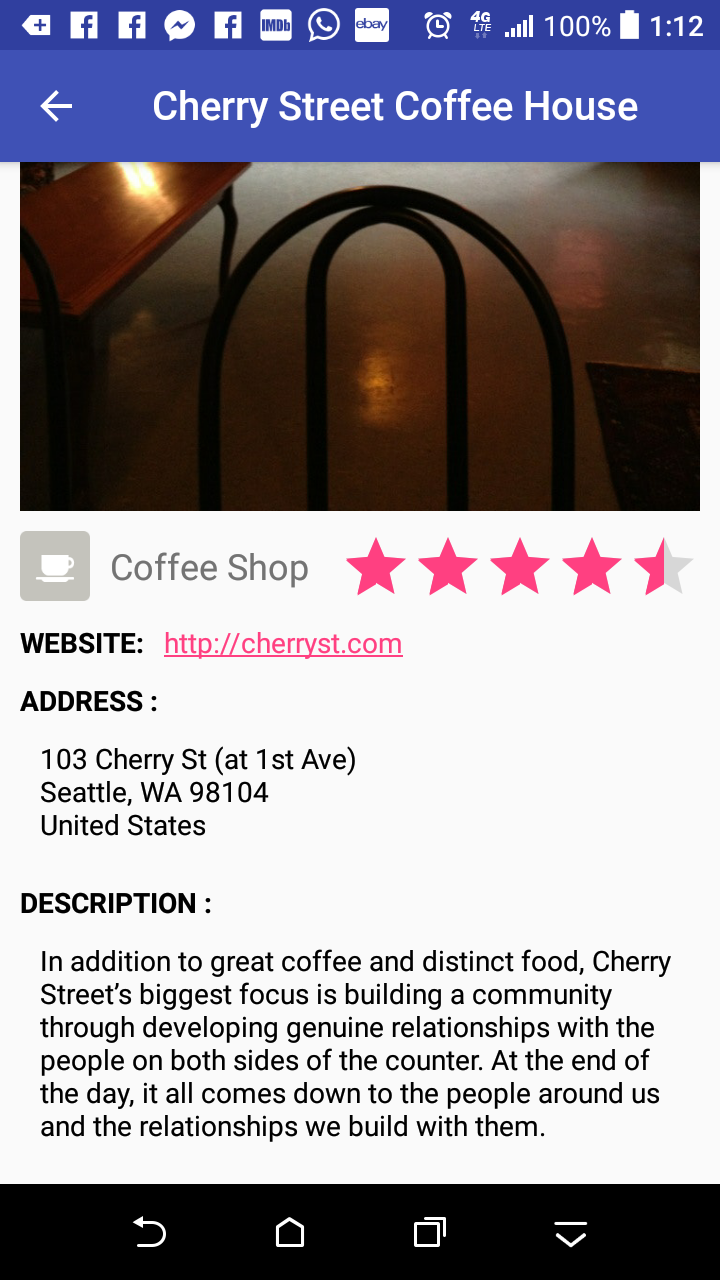 IMDb ebay 4G LTE 100% 1:12
Cherry Street Coffee House
Coffee Shop
WEBSITE: http://cherryst.com
ADDRESS :
103 Cherry St (at 1st Ave)
Seattle, WA 98104
United States
DESCRIPTION :
In addition to great coffee and distinct food, Cherry
Street’s biggest focus is building a community
through developing genuine relationships with the
people on both sides of the counter. At the end of
the day, it all comes down to the people around us
and the relationships we build with them.